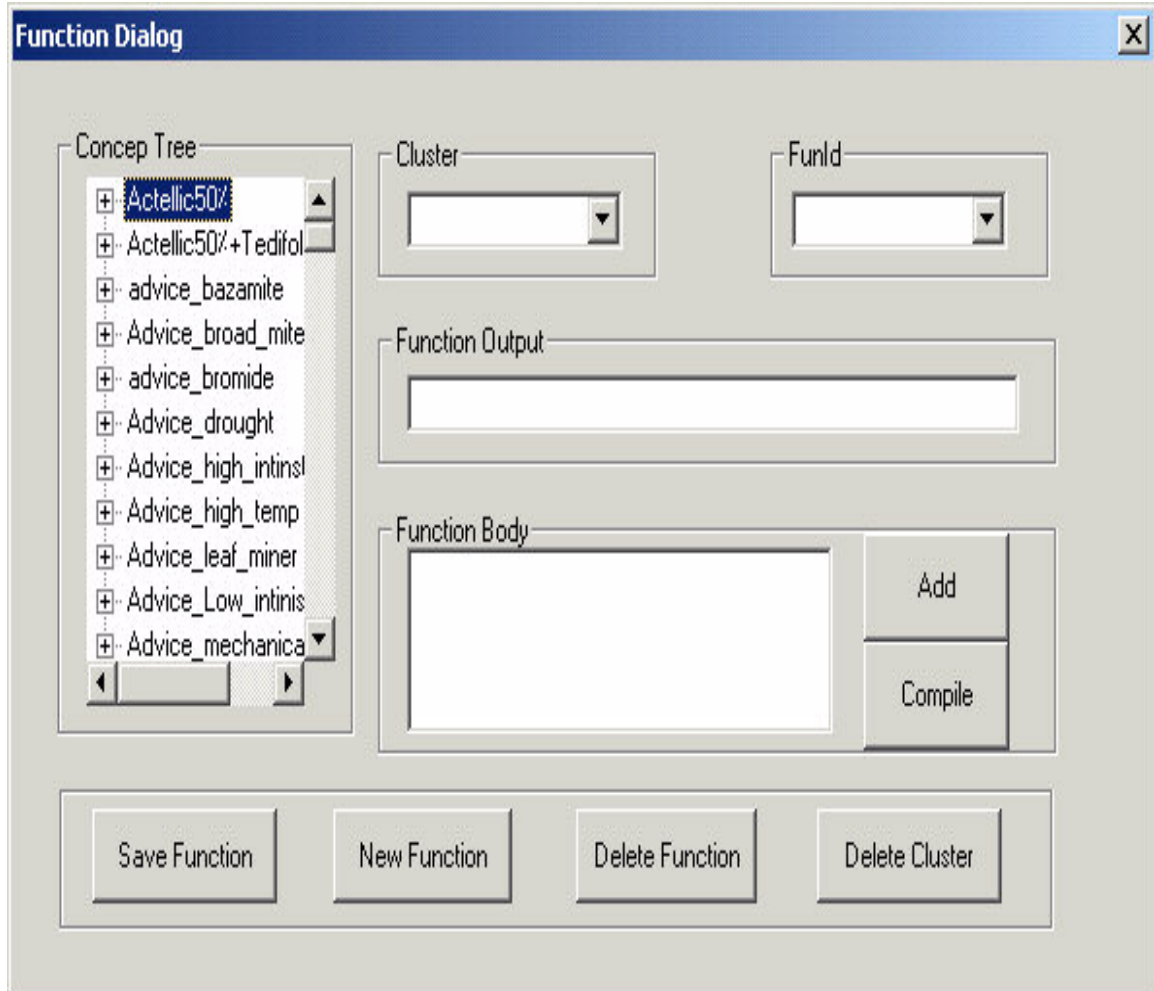 Function Dialog
Concep Tree
Actellic50%
Actellic50%+Tedifol
advice_bazamite
Advice_broad_mite
advice_bromide
Advice_drought
Advice_high_intinst
Advice_high_temp
Advice_leaf_miner
Advice_Low_intinis
Advice_mechanica
Cluster
FunId
Function Output
Function Body
Add
Compile
Save Function
New Function
Delete Function
Delete Cluster